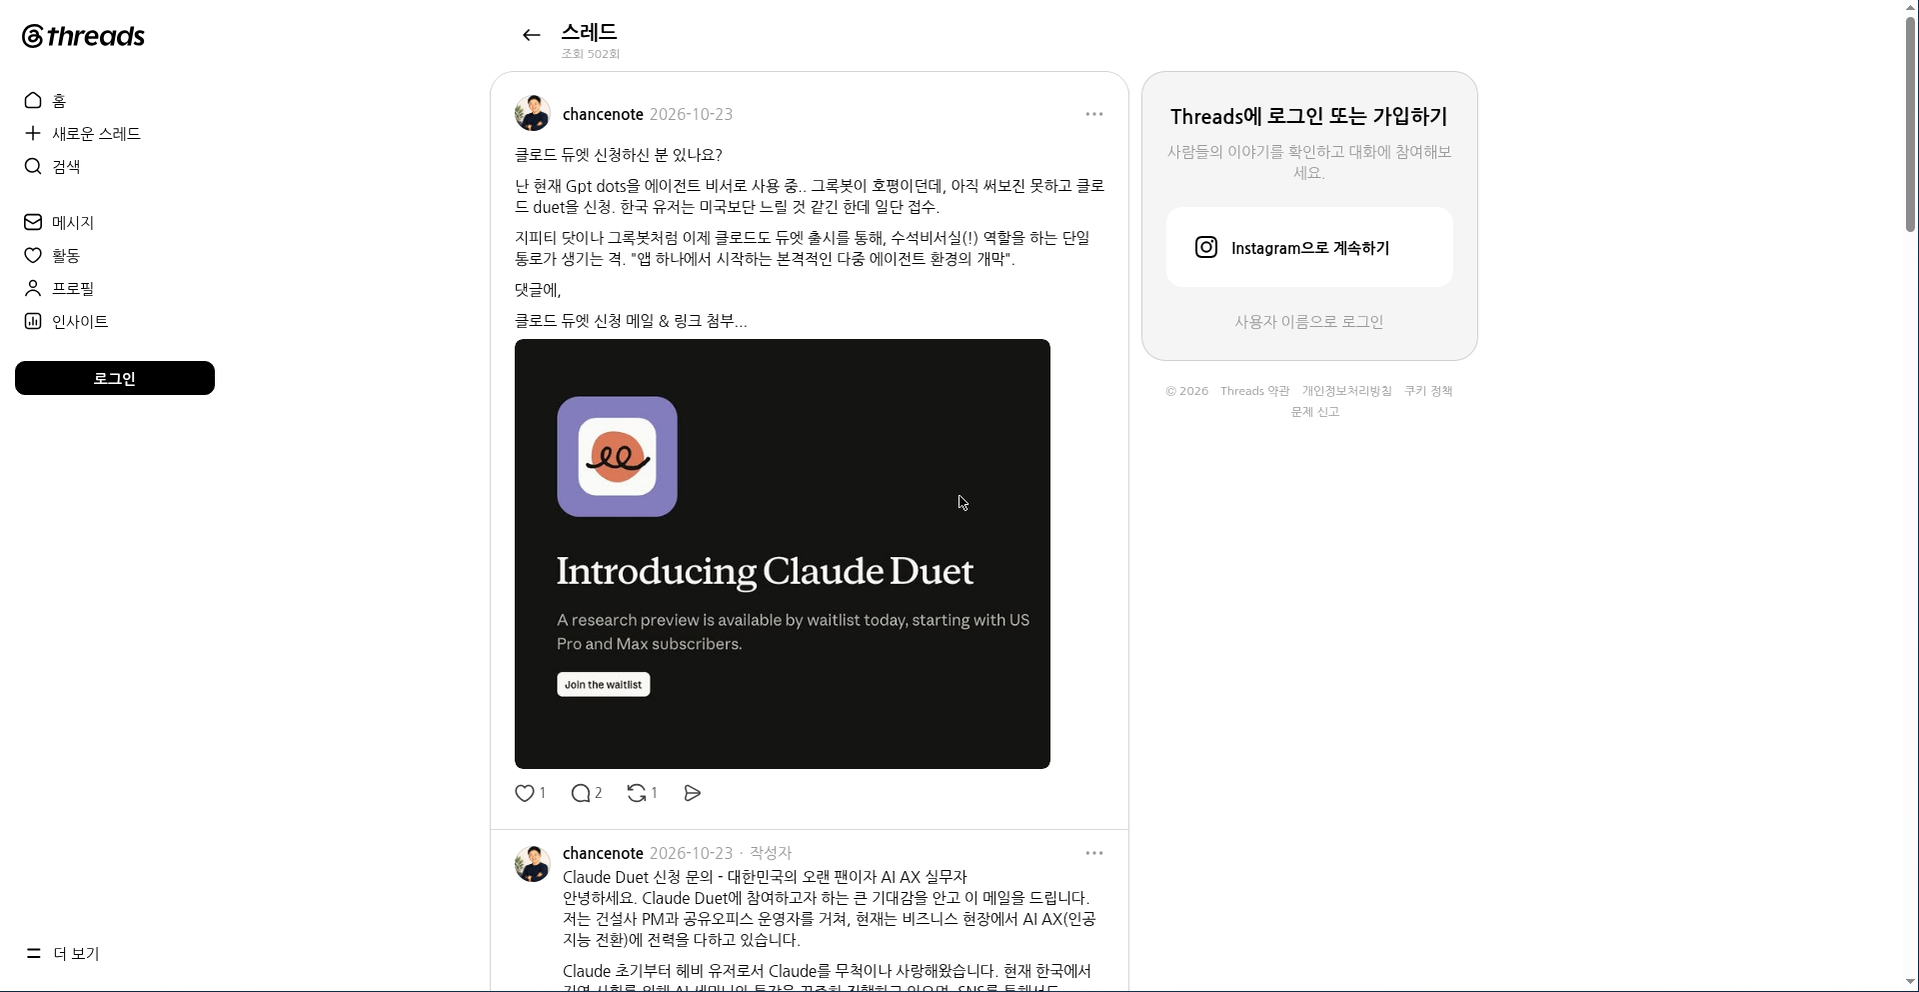 threads
홈
새로운 스레드
검색
메시지
활동
프로필
인사이트
로그인
더 보기
스레드
조회 502회
chancenote 2026-10-23
클로드 듀엣 신청하신 분 있나요?
난 현재 Gpt dots을 에이전트 비서로 사용 중.. 그록봇이 호평이던데, 아직 써보진 못하고 클로
드 duet을 신청. 한국 유저는 미국보단 느릴 것 같긴 한데 일단 접수.
지피티 닷이나 그록봇처럼 이제 클로드도 듀엣 출시를 통해, 수석비서실(!) 역할을 하는 단일
통로가 생기는 격. "앱 하나에서 시작하는 본격적인 다중 에이전트 환경의 개막".
댓글에,
클로드 듀엣 신청 메일 & 링크 첨부...
Introducing Claude Duet
A research preview is available by waitlist today, starting with US
Pro and Max subscribers.
Join the waitlist
1 2 1
chancenote 2026-10-23 · 작성자
Claude Duet 신청 문의 - 대한민국의 오랜 팬이자 AI AX 실무자
안녕하세요. Claude Duet에 참여하고자 하는 큰 기대감을 안고 이 메일을 드립니다.
저는 건설사 PM과 공유오피스 운영자를 거쳐, 현재는 비즈니스 현장에서 AI AX(인공
지능 전환)에 전력을 다하고 있습니다.
Claude 초기부터 헤비 유저로서 Claude를 무척이나 사랑해왔습니다. 현재 한국에서
Threads에 로그인 또는 가입하기
사람들의 이야기를 확인하고 대화에 참여해보
세요.
Instagram으로 계속하기
사용자 이름으로 로그인
© 2026 Threads 약관 개인정보처리방침 쿠키 정책
문제 신고